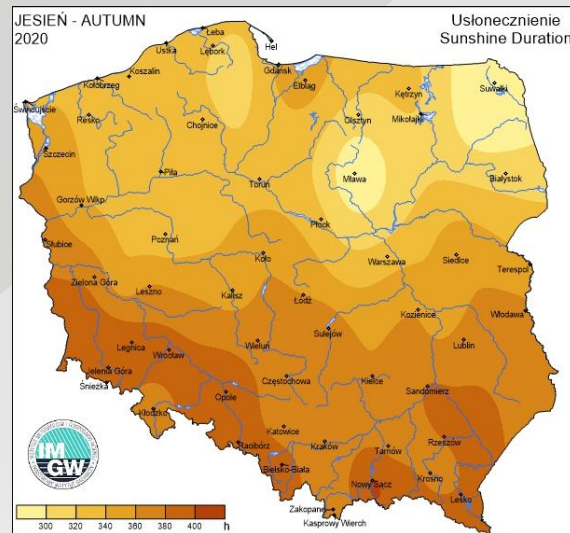 JESIEŃ - AUTUMN
2020
Usłonecznienie
Sunshine Duration
Łeba
Hel
Ustka
Lębork
Gdańsk
Koszalin
Elbląg
Kołobrzeg
Kętrzyn
Suwałki
Świnoujście
Resko
Chojnice
Olsztyn
Mikołajki
Szczecin
Piła
Mława
Białystok
Toruń
Gorzów Wlkp.
Płock
Słubice
Poznań
Koło
Warszawa
Siedlce
Terespol
Zielona Góra
Leszno
Kalisz
Łódź
Kozienice
Włodawa
Legnica
Wrocław
Wieluń
Sulejów
Lublin
Jelenia Góra
Śnieżka
Opole
Częstochowa
Kielce
Sandomierz
Kłodzko
Katowice
Racibórz
Kraków
Tarnów
Rzeszów
Bielsko-Biała
Nowy Sącz
Krosno
Lesko
Zakopane
Kasprowy Wierch
IM
GW
300 320 340 360 380 400 h